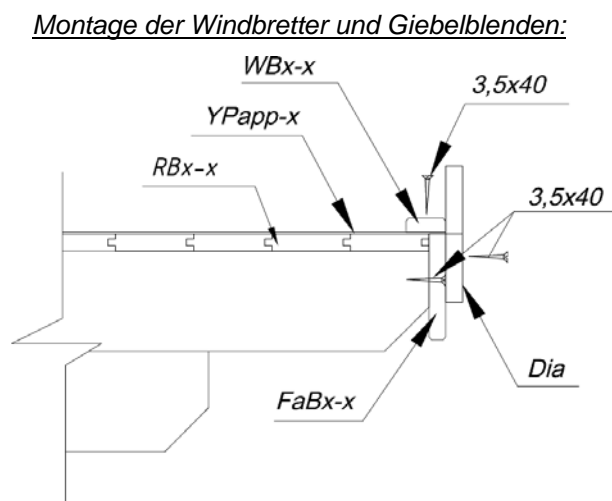 Montage der Windbretter und Giebelblenden:
WBx-x
3,5x40
YPapp-x
RBx-x
3,5x40
Dia
FaBx-x